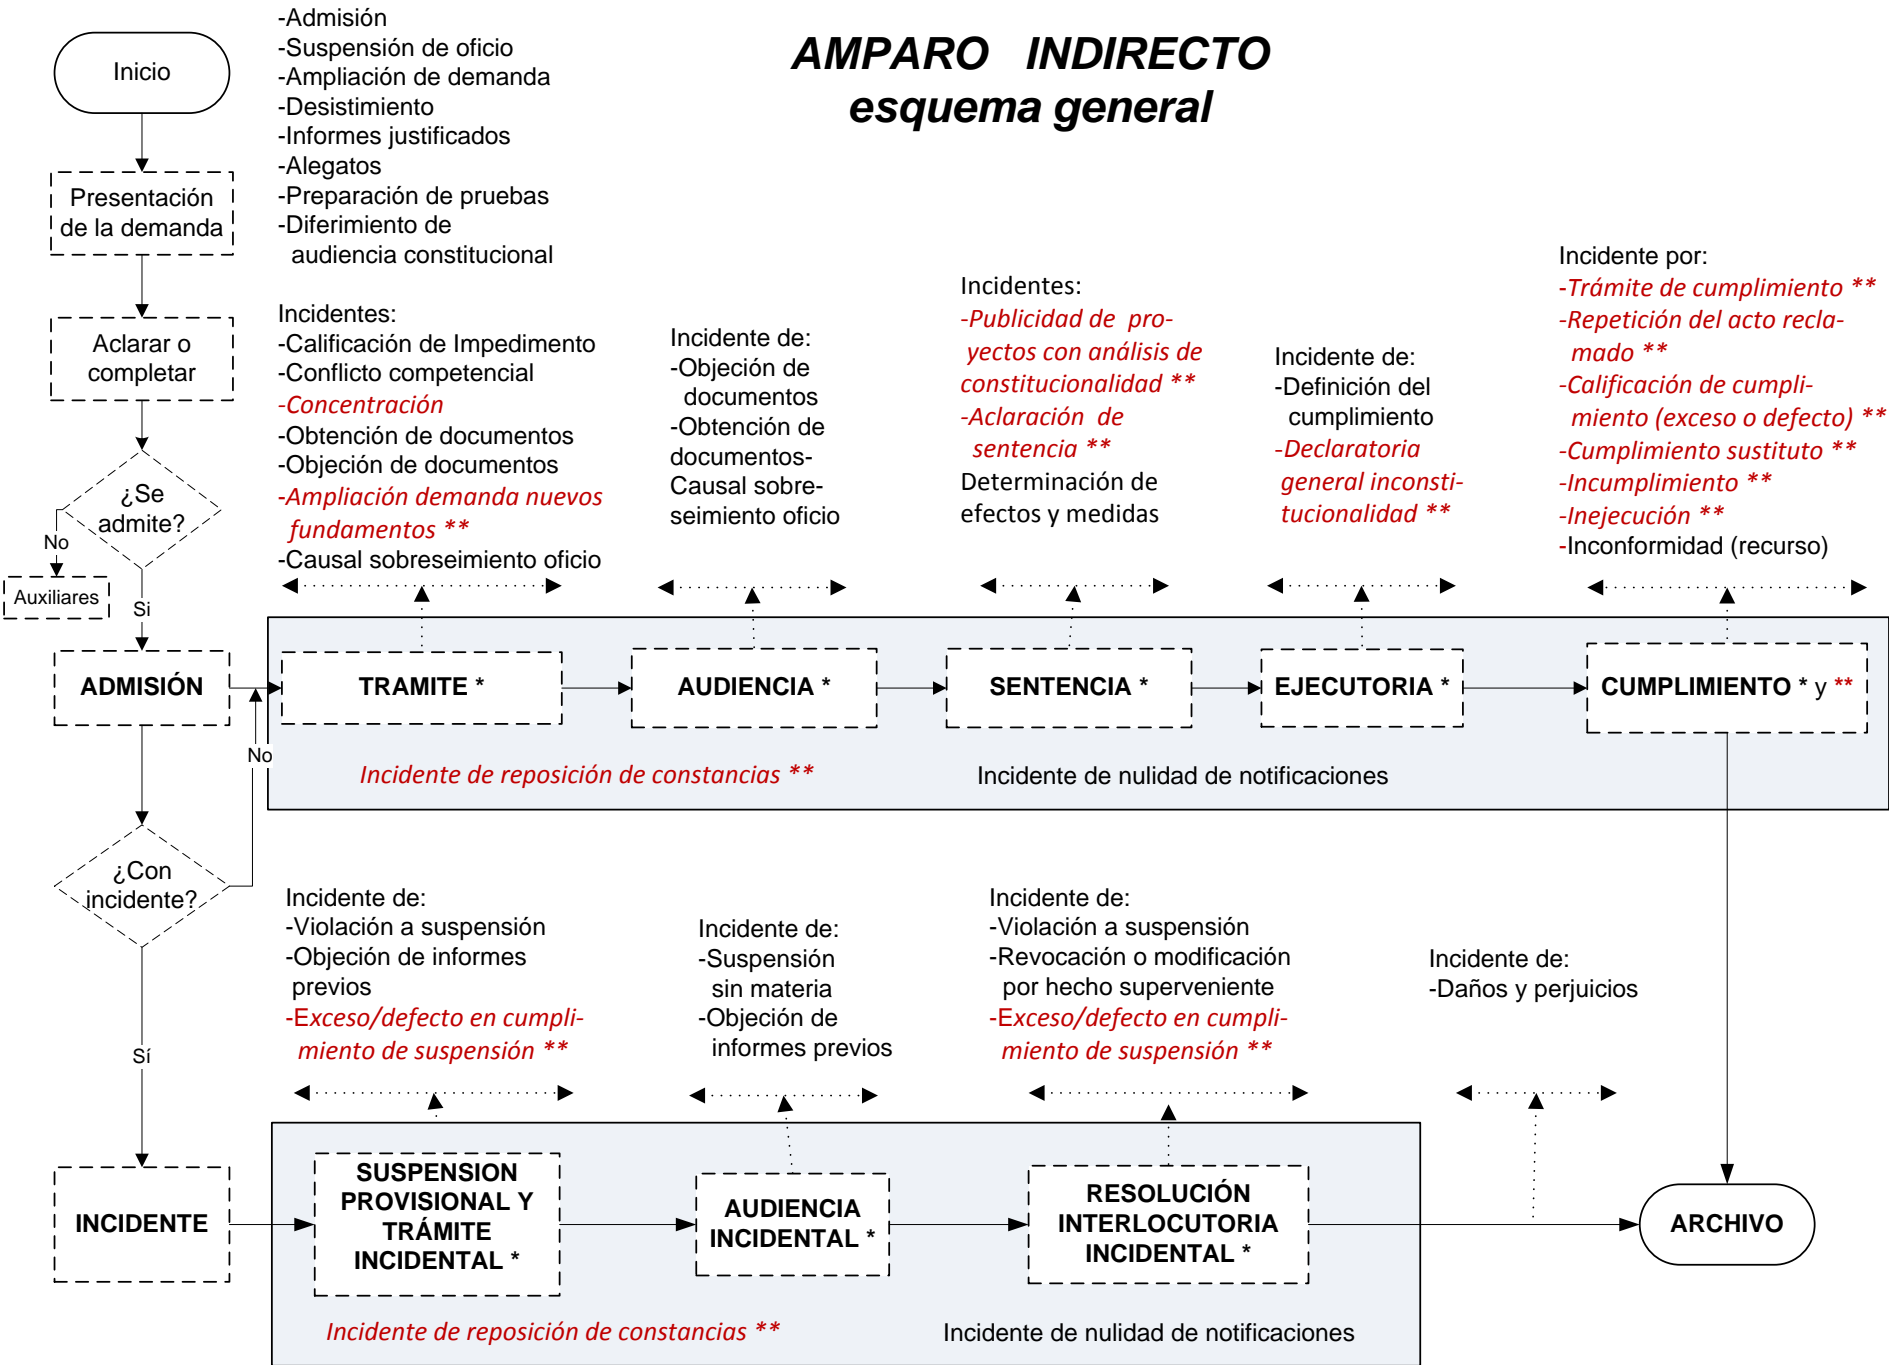 AMPARO INDIRECTO
esquema general
Inicio
Presentación
de la demanda
Aclarar o
completar
¿Se
admite?
No
Auxiliares
Si
ADMISIÓN
No
¿Con
incidente?
Sí
INCIDENTE
-Admisión
-Suspensión de oficio
-Ampliación de demanda
-Desistimiento
-Informes justificados
-Alegatos
-Preparación de pruebas
-Diferimiento de
audiencia constitucional
Incidentes:
-Calificación de Impedimento
-Conflicto competencial
-Concentración
-Obtención de documentos
-Objeción de documentos
-Ampliación demanda nuevos
fundamentos **
-Causal sobreseimiento oficio
Incidente de:
-Objeción de
documentos
-Obtención de
documentos-
Causal sobre-
seimiento oficio
Incidentes:
-Publicidad de pro-
yectos con análisis de
constitucionalidad **
-Aclaración de
sentencia **
Determinación de
efectos y medidas
Incidente de:
-Definición del
cumplimiento
-Declaratoria
general inconsti-
tucionalidad **
Incidente por:
-Trámite de cumplimiento **
-Repetición del acto recla-
mado **
-Calificación de cumpli-
miento (exceso o defecto) **
-Cumplimiento sustituto **
-Incumplimiento **
-Inejecución **
-Inconformidad (recurso)
TRAMITE *
AUDIENCIA *
SENTENCIA *
EJECUTORIA *
CUMPLIMIENTO * y **
Incidente de reposición de constancias **
Incidente de nulidad de notificaciones
Incidente de:
-Violación a suspensión
-Objeción de informes
previos
-Exceso/defecto en cumpli-
miento de suspensión **
Incidente de:
-Suspensión
sin materia
-Objeción de
informes previos
Incidente de:
-Violación a suspensión
-Revocación o modificación
por hecho superveniente
-Exceso/defecto en cumpli-
miento de suspensión **
Incidente de:
-Daños y perjuicios
SUSPENSION
PROVISIONAL Y
TRÁMITE
INCIDENTAL *
AUDIENCIA
INCIDENTAL *
RESOLUCIÓN
INTERLOCUTORIA
INCIDENTAL *
ARCHIVO
Incidente de reposición de constancias **
Incidente de nulidad de notificaciones